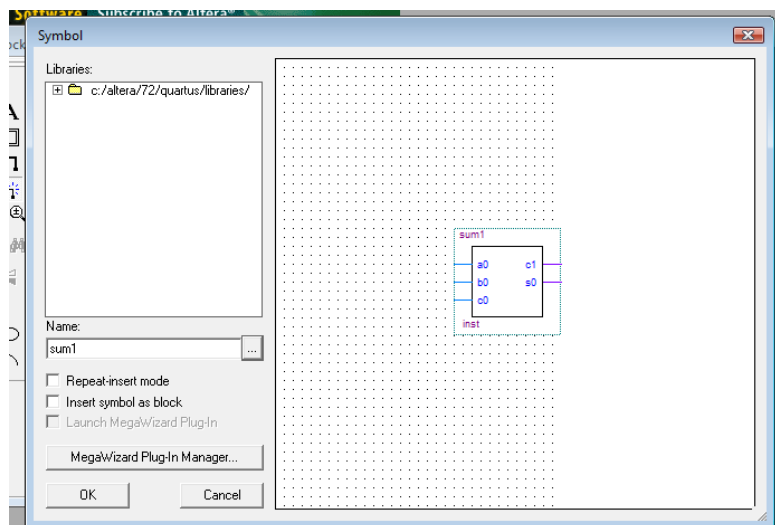 Software Subscribe to Altera®
ock
Symbol
Libraries:
c:/altera/72/quartus/libraries/
A
sum1
a0 c1
b0 s0
c0
inst
Name:
sum1
...
Repeat-insert mode
Insert symbol as block
Launch MegaWizard Plug-In
MegaWizard Plug-In Manager...
OK Cancel